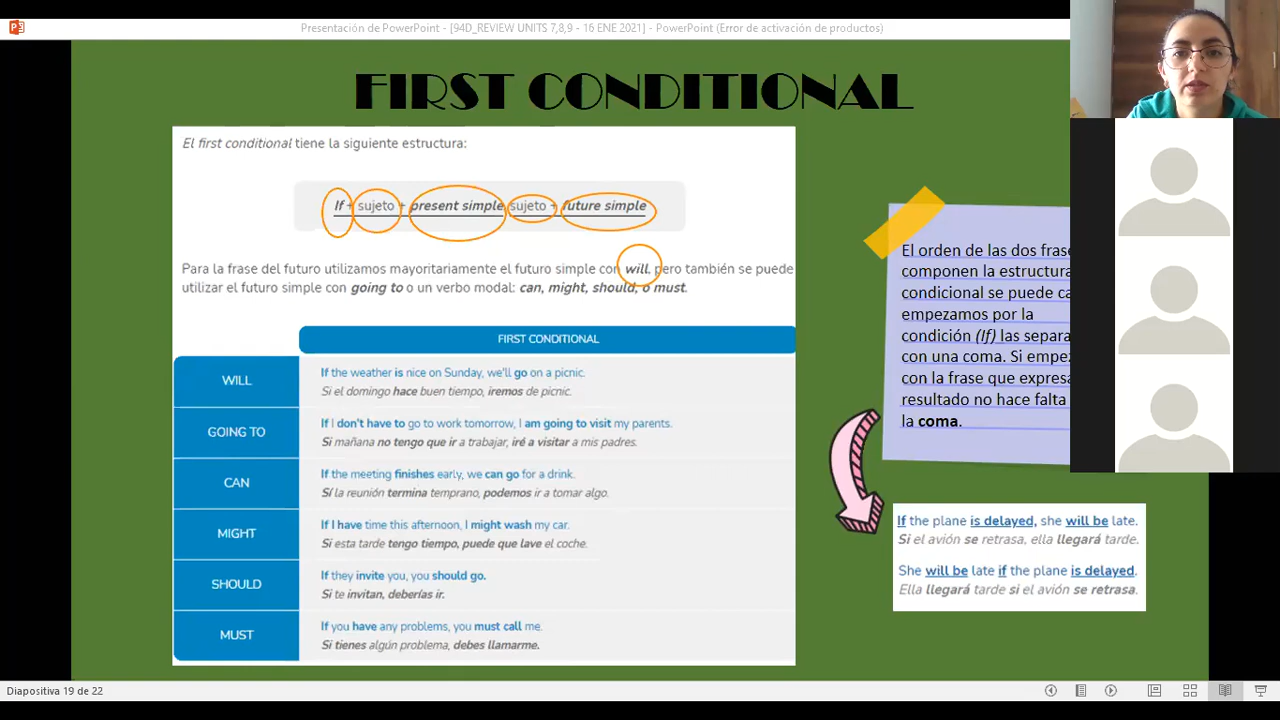 Presentación de PowerPoint - [94D_REVIEW UNITS 7,8,9 - 16 ENE 2021] - PowerPoint (Error de activación de productos)
FIRST CONDITIONAL
El first conditional tiene la siguiente estructura:
If + sujeto + present simple sujeto + future simple
Para la frase del futuro utilizamos mayoritariamente el futuro simple con will, pero también se puede
utilizar el futuro simple con going to o un verbo modal: can, might, should, o must.
FIRST CONDITIONAL
WILL
If the weather is nice on Sunday, we'll go on a picnic.
Si el domingo hace buen tiempo, iremos de picnic.
GOING TO
If I don't have to go to work tomorrow, I am going to visit my parents.
Si mañana no tengo que ir a trabajar, iré a visitar a mis padres.
CAN
If the meeting finishes early, we can go for a drink.
Si la reunión termina temprano, podemos ir a tomar algo.
MIGHT
If I have time this afternoon, I might wash my car.
Si esta tarde tengo tiempo, puede que lave el coche.
SHOULD
If they invite you, you should go.
Si te invitan, deberías ir.
MUST
If you have any problems, you must call me.
Si tienes algún problema, debes llamarme.
El orden de las dos frase
componen la estructura
condicional se puede ca
empezamos por la
condición (If) las separa
con una coma. Si empe
con la frase que expresa
resultado no hace falta
la coma.
If the plane is delayed, she will be late.
Si el avión se retrasa, ella llegará tarde.
She will be late if the plane is delayed.
Ella llegará tarde si el avión se retrasa.
Diapositiva 19 de 22